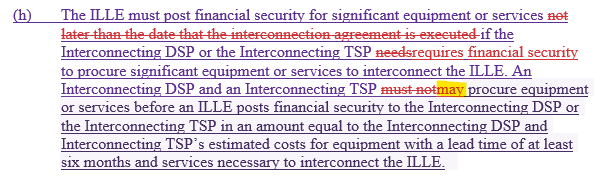 (h) The ILLE must post financial security for significant equipment or services not
later than the date that the interconnection agreement is executed if the
Interconnecting DSP or the Interconnecting TSP needsrequires financial security
to procure significant equipment or services to interconnect the ILLE. An
Interconnecting DSP and an Interconnecting TSP must notmay procure equipment
or services before an ILLE posts financial security to the Interconnecting DSP or
the Interconnecting TSP in an amount equal to the Interconnecting DSP and
Interconnecting TSP's estimated costs for equipment with a lead time of at least
six months and services necessary to interconnect the ILLE.